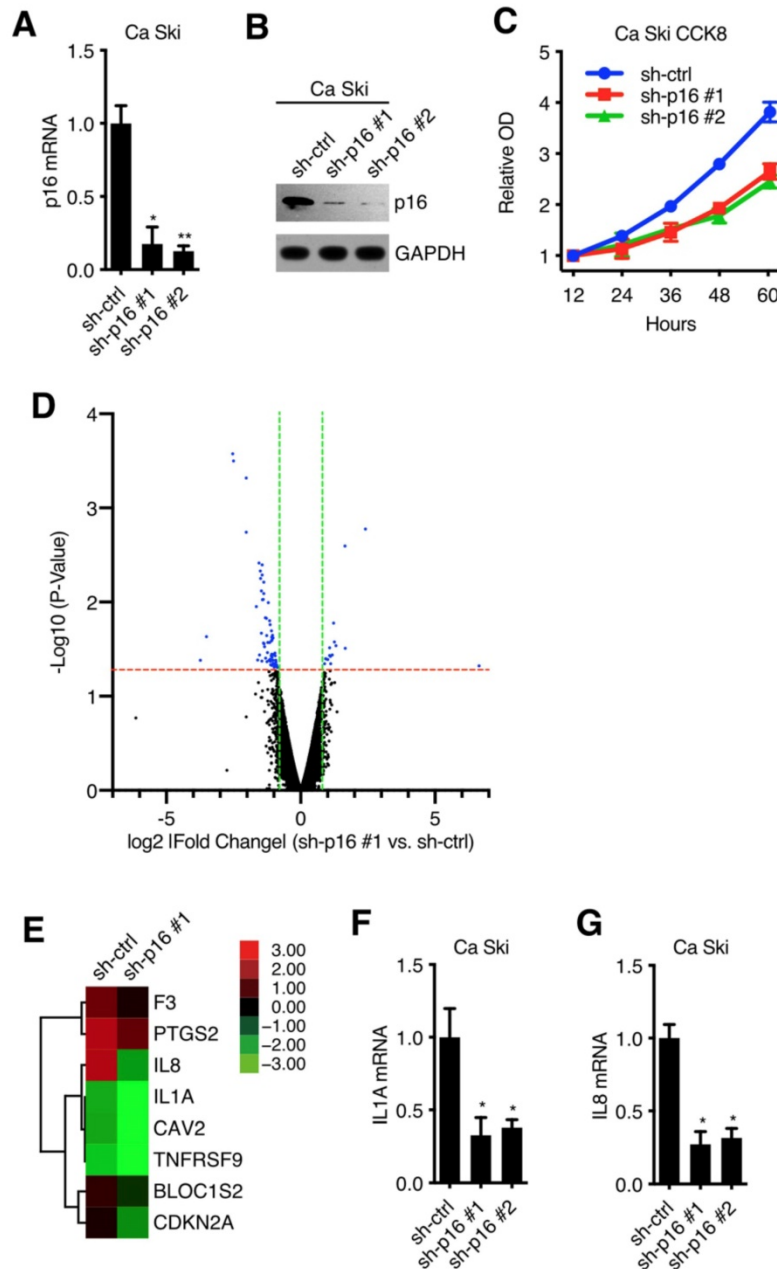 A
Ca Ski
1.5
1.0
0.5
0.0
p16 mRNA
*
**
sh-ctrl
sh-p16 #1
sh-p16 #2
B
Ca Ski
sh-ctrl
sh-p16 #1
sh-p16 #2
p16
GAPDH
C
Ca Ski CCK8
sh-ctrl
sh-p16 #1
sh-p16 #2
5
4
3
2
1
Relative OD
12 24 36 48 60
Hours
D
4
3
2
1
0
-Log10 (P-Value)
-5 0 5
log2 IFold Changel (sh-p16 #1 vs. sh-ctrl)
E
sh-ctrl
sh-p16 #1
3.00
2.00
1.00
0.00
−1.00
−2.00
−3.00
F3
PTGS2
IL8
IL1A
CAV2
TNFRSF9
BLOC1S2
CDKN2A
F
Ca Ski
1.5
1.0
0.5
0.0
IL1A mRNA
* *
sh-ctrl
sh-p16 #1
sh-p16 #2
G
Ca Ski
1.5
1.0
0.5
0.0
IL8 mRNA
* *
sh-ctrl
sh-p16 #1
sh-p16 #2